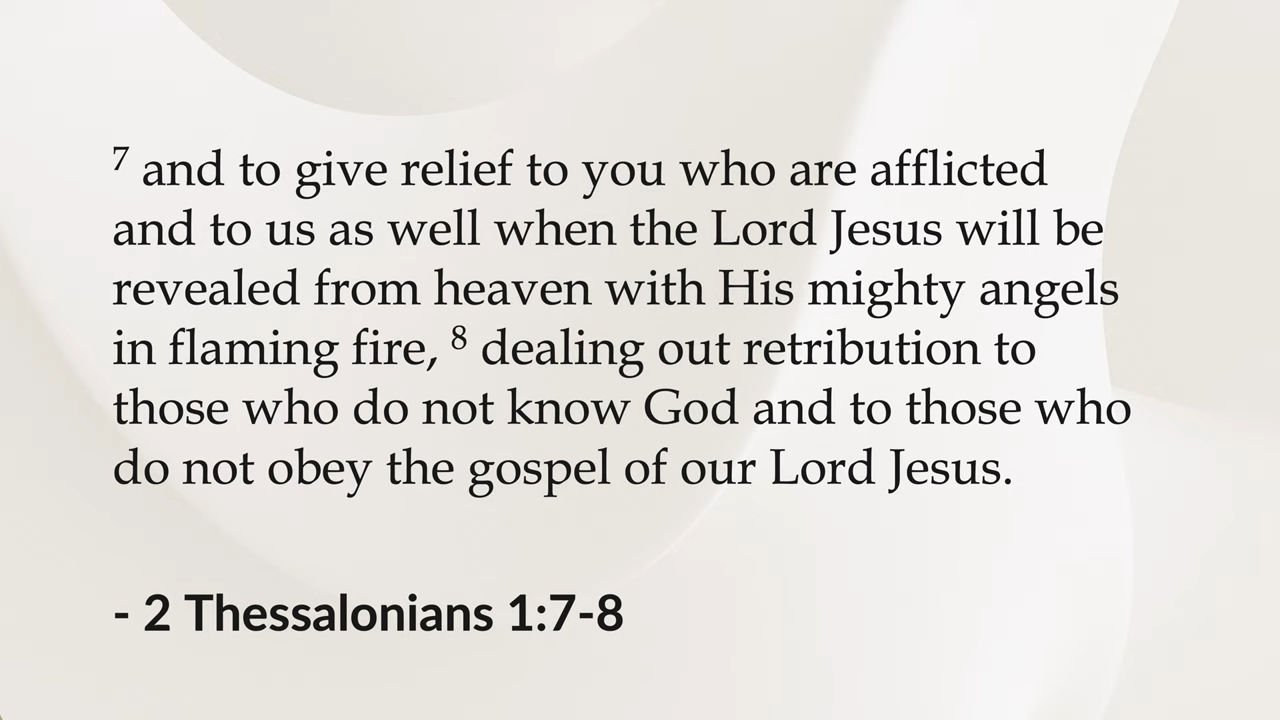 7 and to give relief to you who are afflicted
and to us as well when the Lord Jesus will be
revealed from heaven with His mighty angels
in flaming fire, 8 dealing out retribution to
those who do not know God and to those who
do not obey the gospel of our Lord Jesus.
- 2 Thessalonians 1:7-8